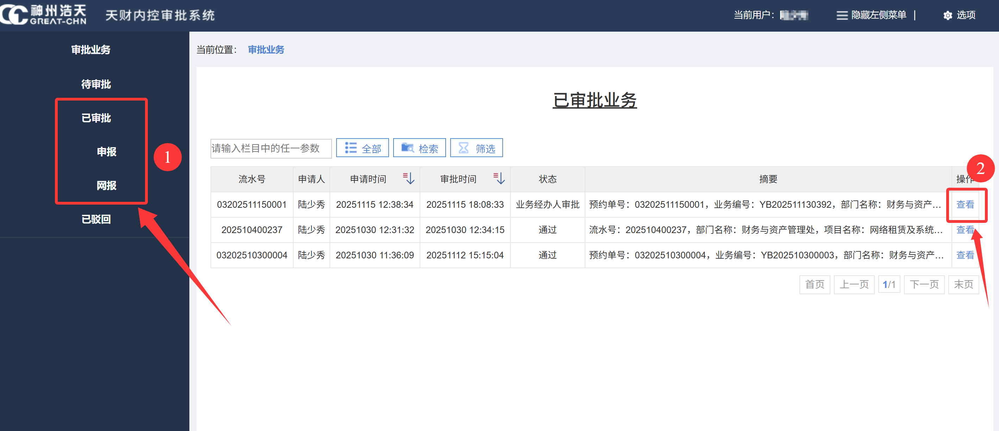 神州浩天
GREAT-CHN
天财内控审批系统
当前用户：
隐藏左侧菜单 |
选项
审批业务
待审批
已审批
申报
网报
已驳回
1
当前位置： 审批业务
已审批业务
请输入栏目中的任一参数 全部 检索 筛选
2
流水号 申请人 申请时间 审批时间 状态 摘要 操作
03202511150001 陆少秀 20251115 12:38:34 20251115 18:08:33 业务经办人审批 预约单号：03202511150001，业务编号：YB202511130392，部门名称：财务与资产... 查看
202510400237 陆少秀 20251030 12:31:32 20251030 12:34:15 通过 流水号：202510400237，部门名称：财务与资产管理处，项目名称：网络租赁及系统... 查看
03202510300004 陆少秀 20251030 11:36:09 20251112 15:15:04 通过 预约单号：03202510300004，业务编号：YB202510300003，部门名称：财务与资产... 查看
首页 上一页 1/1 下一页 末页